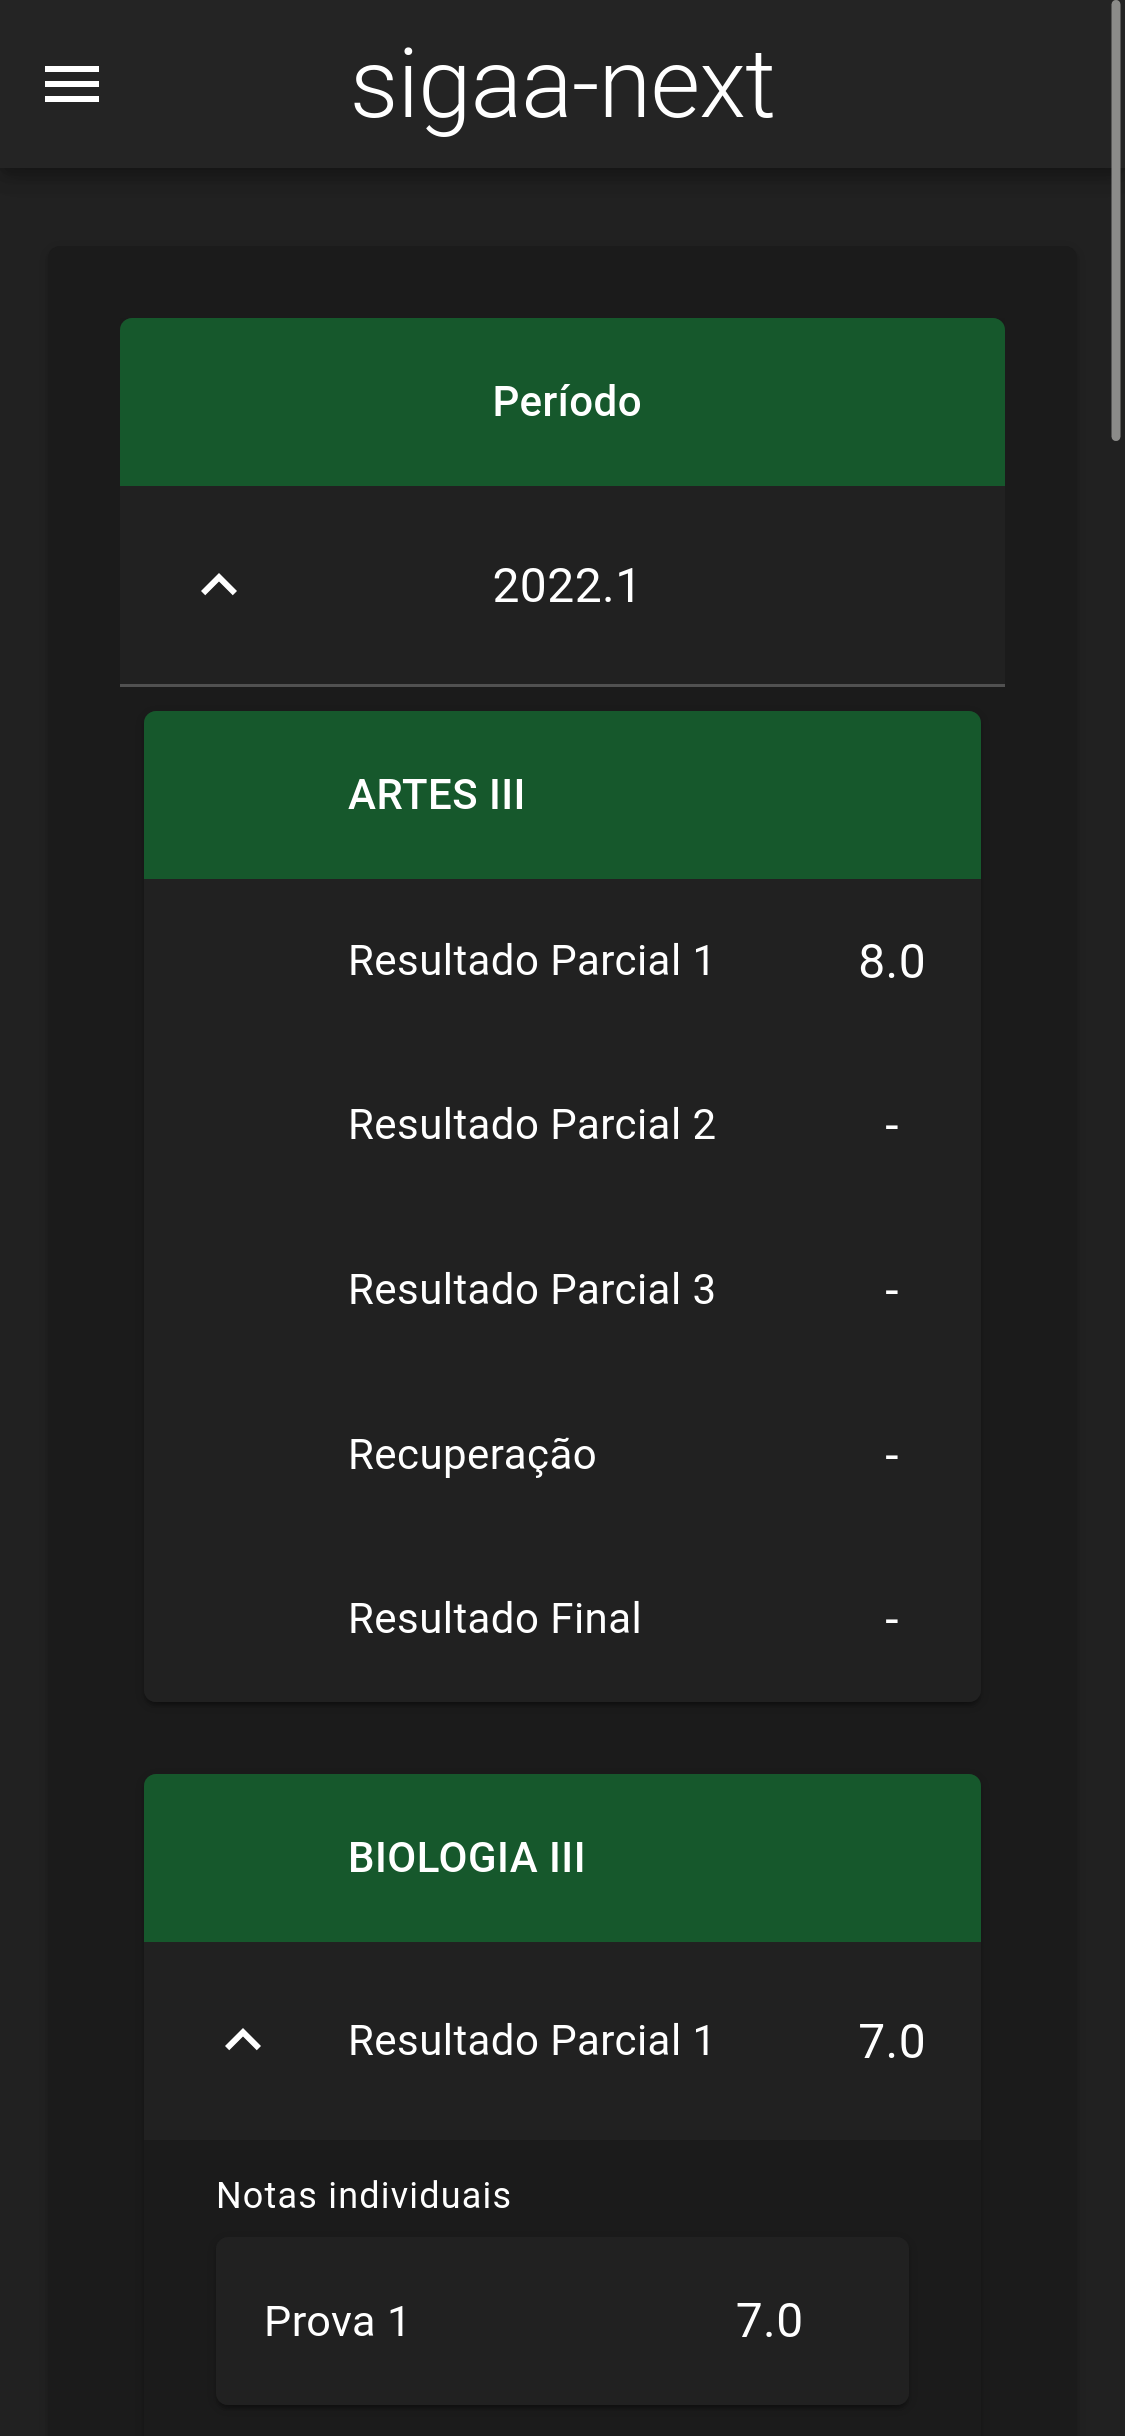 sigaa-next
Período
2022.1
ARTES III
Resultado Parcial 1 8.0
Resultado Parcial 2 -
Resultado Parcial 3 -
Recuperação -
Resultado Final -
BIOLOGIA III
Resultado Parcial 1 7.0
Notas individuais
Prova 1 7.0